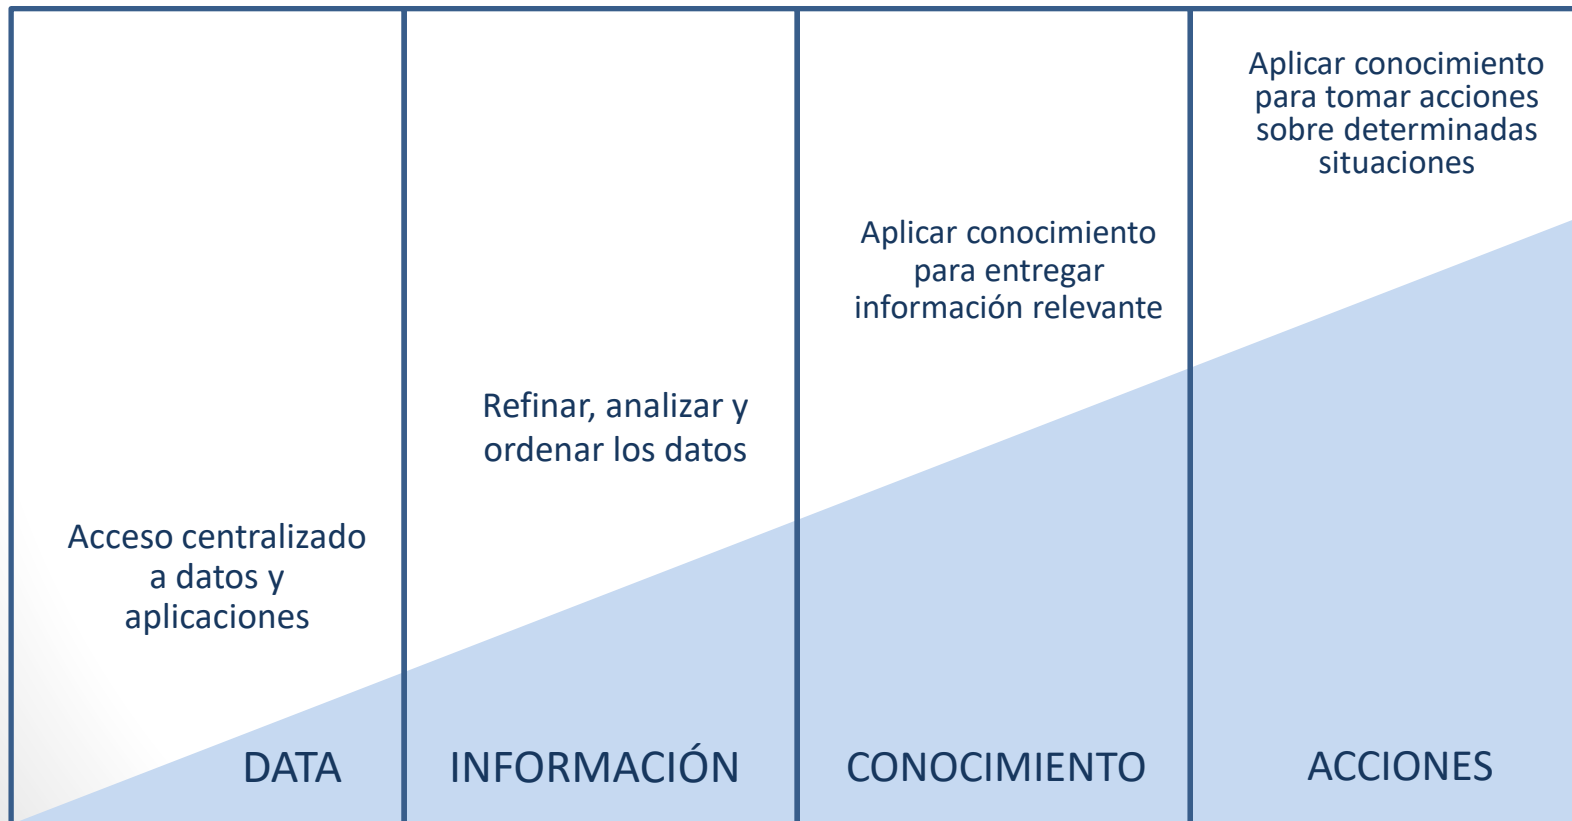 Acceso centralizado
a datos y
aplicaciones
Refinar, analizar y
ordenar los datos
Aplicar conocimiento
para entregar
información relevante
Aplicar conocimiento
para tomar acciones
sobre determinadas
situaciones
DATA
INFORMACIÓN
CONOCIMIENTO
ACCIONES